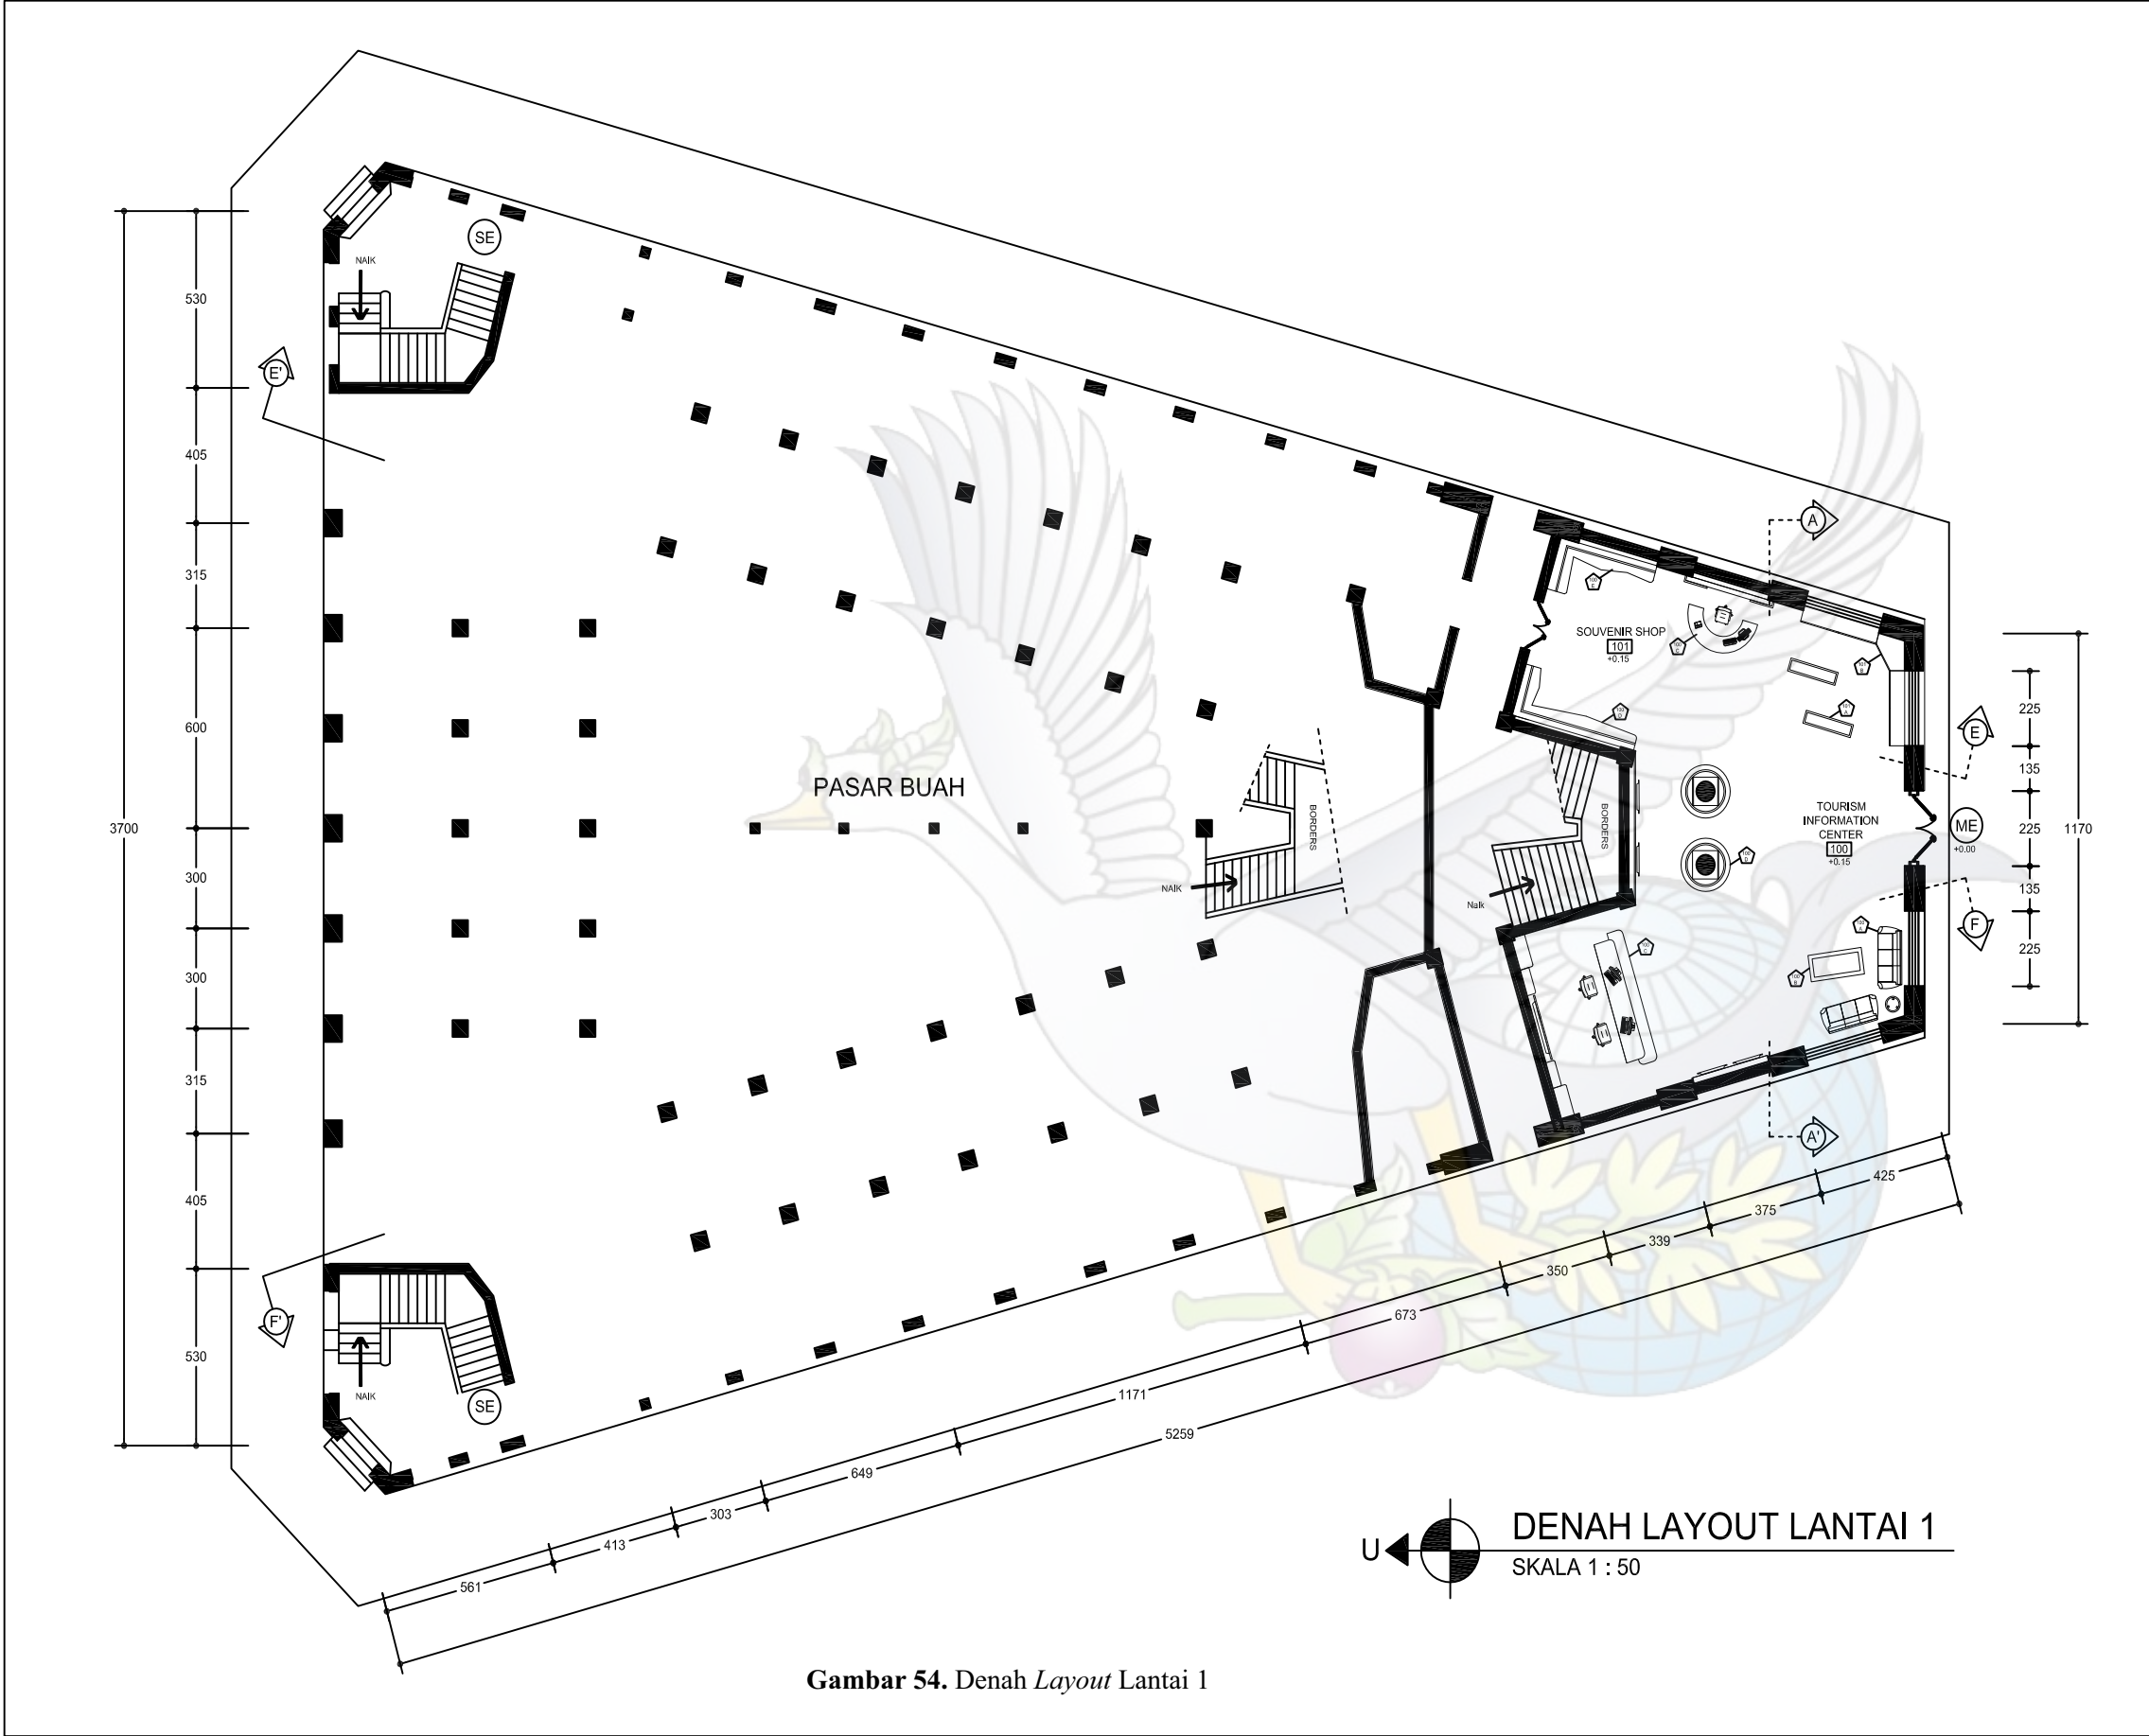 SE
NAIK
530
E'
405
A
315
SOUVENIR SHOP
101
+0.15
600
225
E
135
PASAR BUAH
BORDERS
BORDERS
TOURISM
INFORMATION
CENTER
100
+0.15
ME
+0.00
3700
225
1170
300
NAIK
Naik
135
F
225
300
315
A'
405
425
375
339
350
F'
673
530
NAIK
SE
1171
5259
649
303
413
561
U
DENAH LAYOUT LANTAI 1
SKALA 1 : 50
Gambar 54. Denah Layout Lantai 1